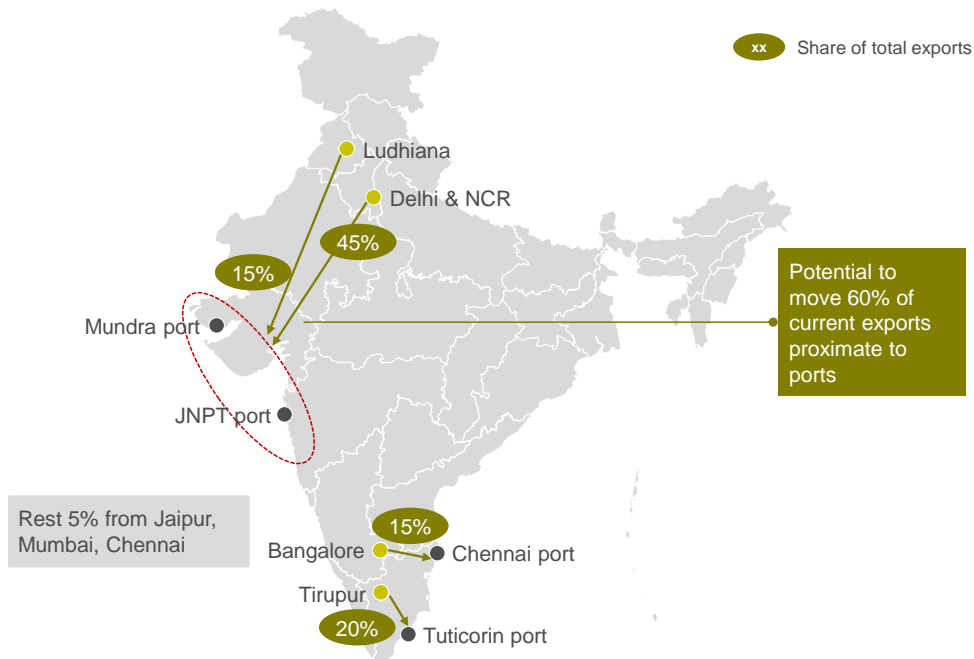 xx
Share of total exports
Ludhiana
Delhi & NCR
45%
15%
Potential to
move 60% of
current exports
proximate to
ports
Mundra port
JNPT port
Rest 5% from Jaipur,
Mumbai, Chennai
15%
Bangalore
Chennai port
Tirupur
20%
Tuticorin port